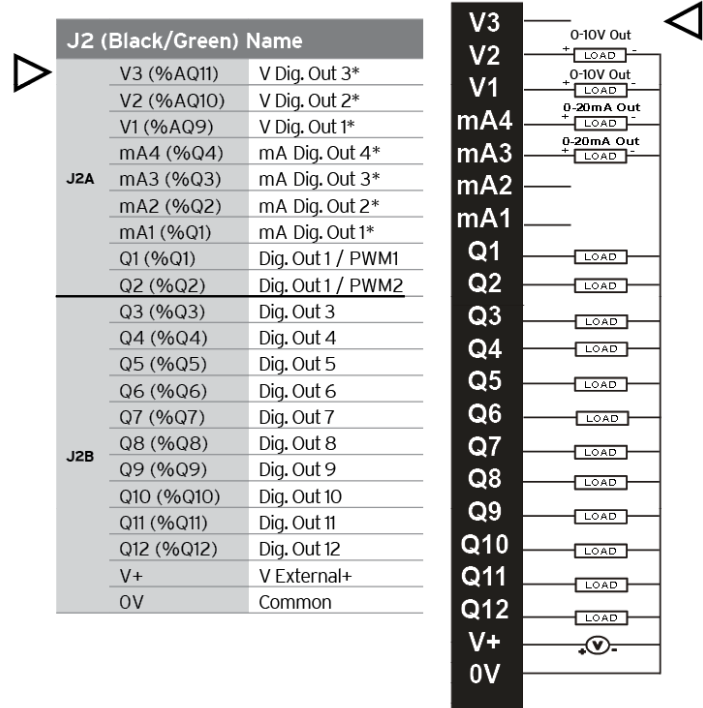 J2 (Black/Green) Name
V3 (%AQ11) V Dig. Out 3*
V2 (%AQ10) V Dig. Out 2*
V1 (%AQ9) V Dig. Out 1*
mA4 (%Q4) mA Dig. Out 4*
J2A mA3 (%Q3) mA Dig. Out 3*
mA2 (%Q2) mA Dig. Out 2*
mA1 (%Q1) mA Dig. Out 1*
Q1 (%Q1) Dig. Out 1 / PWM1
Q2 (%Q2) Dig. Out 1 / PWM2
Q3 (%Q3) Dig. Out 3
Q4 (%Q4) Dig. Out 4
Q5 (%Q5) Dig. Out 5
Q6 (%Q6) Dig. Out 6
Q7 (%Q7) Dig. Out 7
J2B Q8 (%Q8) Dig. Out 8
Q9 (%Q9) Dig. Out 9
Q10 (%Q10) Dig. Out 10
Q11 (%Q11) Dig. Out 11
Q12 (%Q12) Dig. Out 12
V+ V External+
0V Common
V3
0-10V Out
V2 + LOAD -
0-10V Out
V1 + LOAD -
0-20mA Out
mA4 + LOAD -
0-20mA Out
mA3 + LOAD -
mA2
mA1
Q1 LOAD
Q2 LOAD
Q3 LOAD
Q4 LOAD
Q5 LOAD
Q6 LOAD
Q7 LOAD
Q8 LOAD
Q9 LOAD
Q10 LOAD
Q11 LOAD
Q12 LOAD
V+ + V -
0V